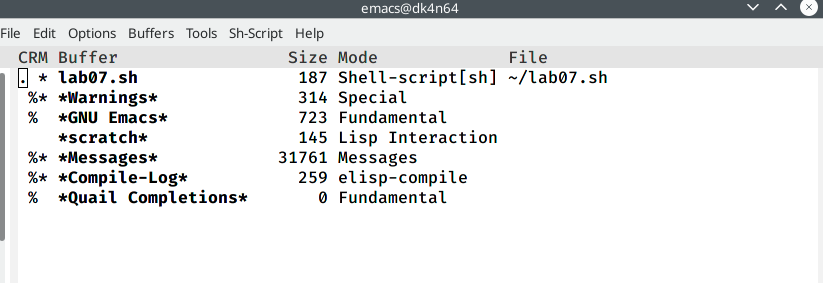 emacs@dk4n64
File Edit Options Buffers Tools Sh-Script Help
CRM Buffer Size Mode File
. * lab07.sh 187 Shell-script[sh] ~/lab07.sh
%* *Warnings* 314 Special
% *GNU Emacs* 723 Fundamental
*scratch* 145 Lisp Interaction
%* *Messages* 31761 Messages
%* *Compile-Log* 259 elisp-compile
% *Quail Completions* 0 Fundamental